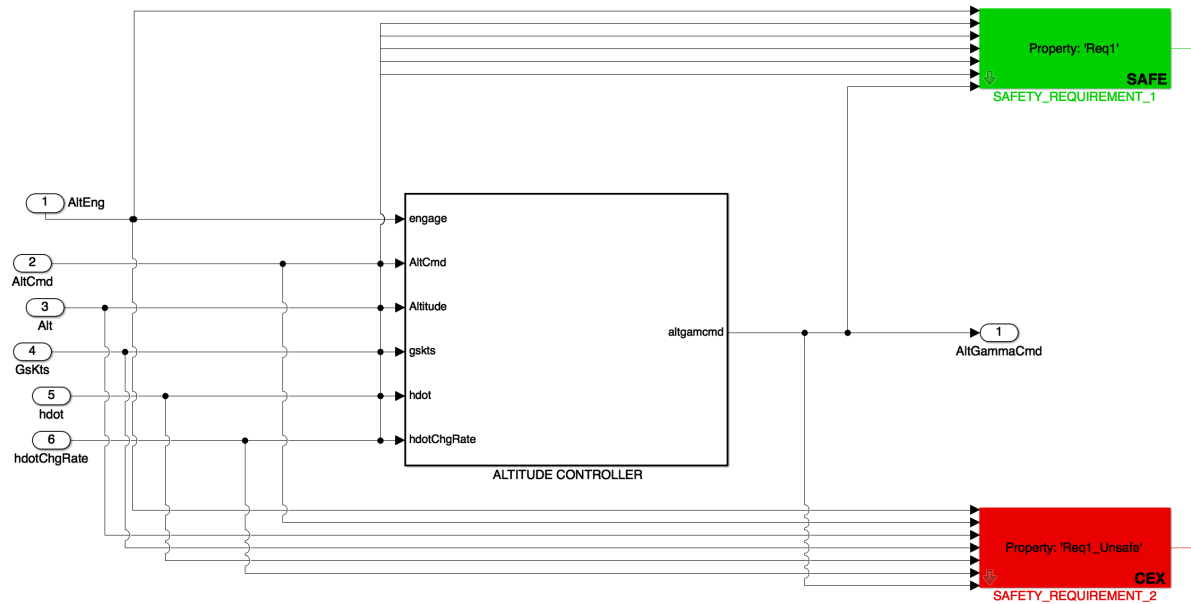 Property: 'Req1'
SAFE
SAFETY_REQUIREMENT_1
1
AltEng
engage
2
AltCmd
AltCmd
3
Alt
Altitude
4
GsKts
gskts
5
hdot
hdot
6
hdotChgRate
hdotChgRate
altgamcmd
1
AltGammaCmd
ALTITUDE CONTROLLER
Property: 'Req1_Unsafe'
CEX
SAFETY_REQUIREMENT_2